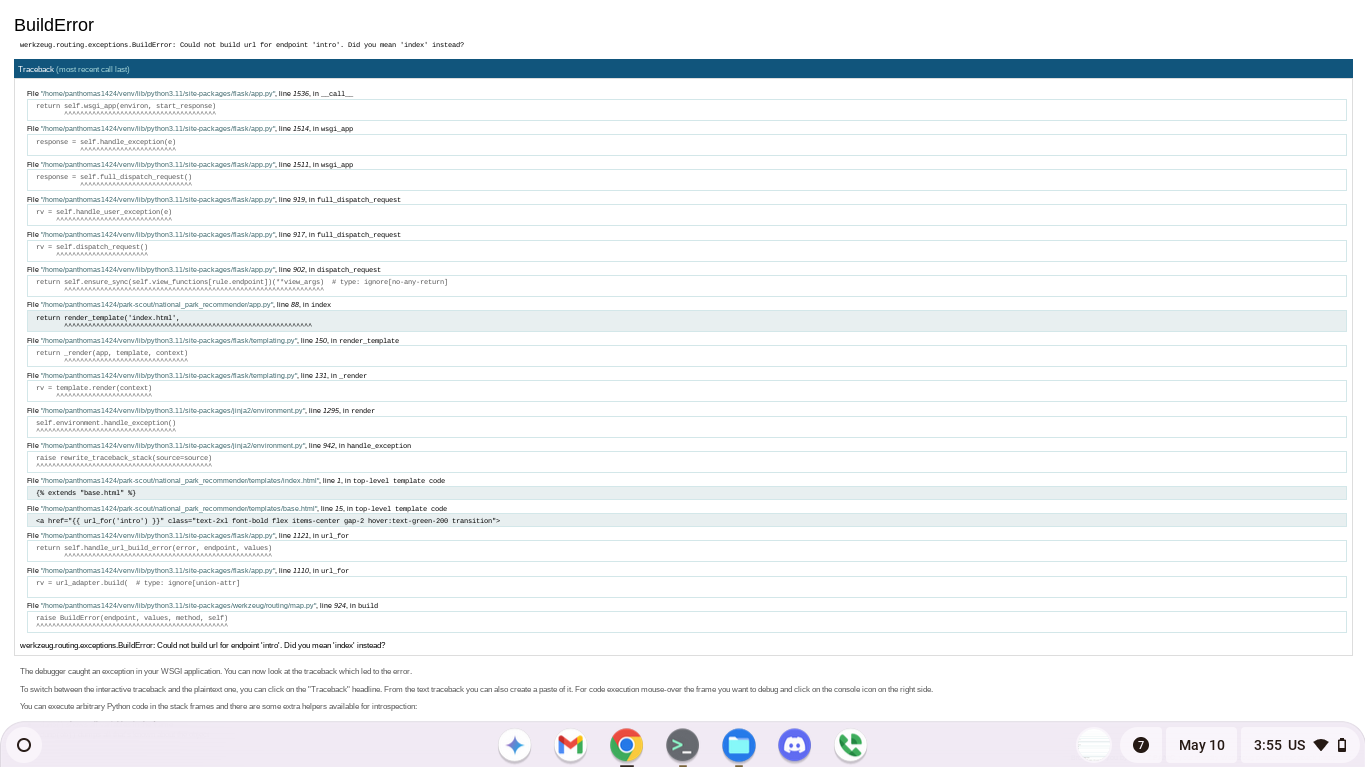 BuildError
werkzeug.routing.exceptions.BuildError: Could not build url for endpoint 'intro'. Did you mean 'index' instead?
Traceback (most recent call last)
File "/home/panthomas1424/venv/lib/python3.11/site-packages/flask/app.py", line 1536, in __call__
return self.wsgi_app(environ, start_response)
^^^^^^^^^^^^^^^^^^^^^^^^^^^^^^^^^^^^^^
File "/home/panthomas1424/venv/lib/python3.11/site-packages/flask/app.py", line 1514, in wsgi_app
response = self.handle_exception(e)
^^^^^^^^^^^^^^^^^^^^^^^^
File "/home/panthomas1424/venv/lib/python3.11/site-packages/flask/app.py", line 1511, in wsgi_app
response = self.full_dispatch_request()
^^^^^^^^^^^^^^^^^^^^^^^^^^^^
File "/home/panthomas1424/venv/lib/python3.11/site-packages/flask/app.py", line 919, in full_dispatch_request
rv = self.handle_user_exception(e)
^^^^^^^^^^^^^^^^^^^^^^^^^^^^^
File "/home/panthomas1424/venv/lib/python3.11/site-packages/flask/app.py", line 917, in full_dispatch_request
rv = self.dispatch_request()
^^^^^^^^^^^^^^^^^^^^^^^
File "/home/panthomas1424/venv/lib/python3.11/site-packages/flask/app.py", line 902, in dispatch_request
return self.ensure_sync(self.view_functions[rule.endpoint])(**view_args)  # type: ignore[no-any-return]
^^^^^^^^^^^^^^^^^^^^^^^^^^^^^^^^^^^^^^^^^^^^^^^^^^^^^^^^^^^^^^^^^
File "/home/panthomas1424/park-scout/national_park_recommender/app.py", line 88, in index
return render_template('index.html',
^^^^^^^^^^^^^^^^^^^^^^^^^^^^^^^^^^^^^^^^^^^^^^^^^^^^^^^^^^^^^^
File "/home/panthomas1424/venv/lib/python3.11/site-packages/flask/templating.py", line 150, in render_template
return _render(app, template, context)
^^^^^^^^^^^^^^^^^^^^^^^^^^^^^^^
File "/home/panthomas1424/venv/lib/python3.11/site-packages/flask/templating.py", line 131, in _render
rv = template.render(context)
^^^^^^^^^^^^^^^^^^^^^^^^
File "/home/panthomas1424/venv/lib/python3.11/site-packages/jinja2/environment.py", line 1295, in render
self.environment.handle_exception()
^^^^^^^^^^^^^^^^^^^^^^^^^^^^^^^^^^^
File "/home/panthomas1424/venv/lib/python3.11/site-packages/jinja2/environment.py", line 942, in handle_exception
raise rewrite_traceback_stack(source=source)
^^^^^^^^^^^^^^^^^^^^^^^^^^^^^^^^^^^^^^^^^^^^
File "/home/panthomas1424/park-scout/national_park_recommender/templates/index.html", line 1, in top-level template code
{% extends "base.html" %}
File "/home/panthomas1424/park-scout/national_park_recommender/templates/base.html", line 15, in top-level template code
<a href="{{ url_for('intro') }}" class="text-2xl font-bold flex items-center gap-2 hover:text-green-200 transition">
File "/home/panthomas1424/venv/lib/python3.11/site-packages/flask/app.py", line 1121, in url_for
return self.handle_url_build_error(error, endpoint, values)
^^^^^^^^^^^^^^^^^^^^^^^^^^^^^^^^^^^^^^^^^^^^^^^^^^^^
File "/home/panthomas1424/venv/lib/python3.11/site-packages/flask/app.py", line 1110, in url_for
rv = url_adapter.build(  # type: ignore[union-attr]
File "/home/panthomas1424/venv/lib/python3.11/site-packages/werkzeug/routing/map.py", line 924, in build
raise BuildError(endpoint, values, method, self)
^^^^^^^^^^^^^^^^^^^^^^^^^^^^^^^^^^^^^^^^^^^^^^^^
werkzeug.routing.exceptions.BuildError: Could not build url for endpoint 'intro'. Did you mean 'index' instead?
The debugger caught an exception in your WSGI application. You can now look at the traceback which led to the error.
To switch between the interactive traceback and the plaintext one, you can click on the "Traceback" headline. From the text traceback you can also create a paste of it. For code execution mouse-over the frame you want to debug and click on the console icon on the right side.
You can execute arbitrary Python code in the stack frames and there are some extra helpers available for introspection:
7
May 10
3:55 US